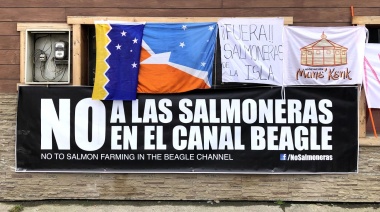 ¡FUERA!!
SALMONERAS
DE
LA ISLA
NO A LAS SALMONERAS
EN EL CANAL BEAGLE
NO TO SALMON FARMING IN THE BEAGLE CHANNEL
f /NoSalmoneras